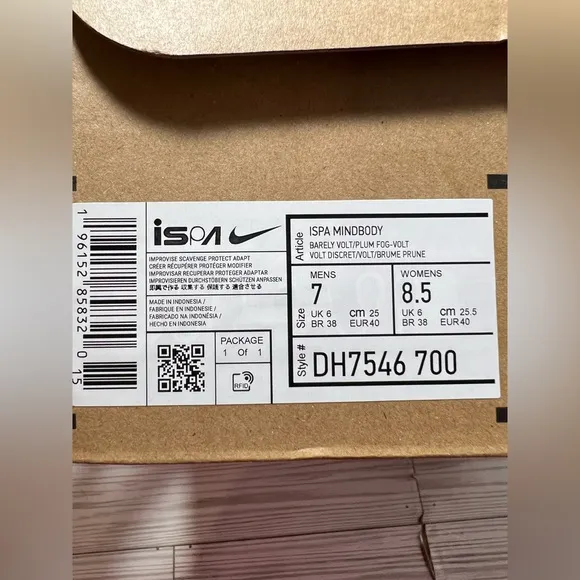 1 96152 85832 0 15
iSPA
IMPROVISE SCAVENGE PROTECT ADAPT
CRÉER RÉCUPÉRER PROTÉGER MODIFIER
IMPROVISAR RECUPERAR PROTEGER ADAPTAR
IMPROVISIEREN DURCHSTÖBERN SCHÜTZEN ANPASSEN
即興で作る 収集する 保護する 適合させる
MADE IN INDONESIA /
FABRIQUÉ EN INDONÉSIE /
FABRICADO NA INDONÉSIA /
HECHO EN INDONESIA
PACKAGE
1 Of 1
RFID
Article
ISPA MINDBODY
BARELY VOLT/PLUM FOG-VOLT
VOLT DISCRET/VOLT/BRUME PRUNE
Size
MENS
7
UK 6 cm 25
BR 38 EUR 40
WOMENS
8.5
UK 6 cm 25.5
BR 38 EUR 40
Style #
DH7546 700